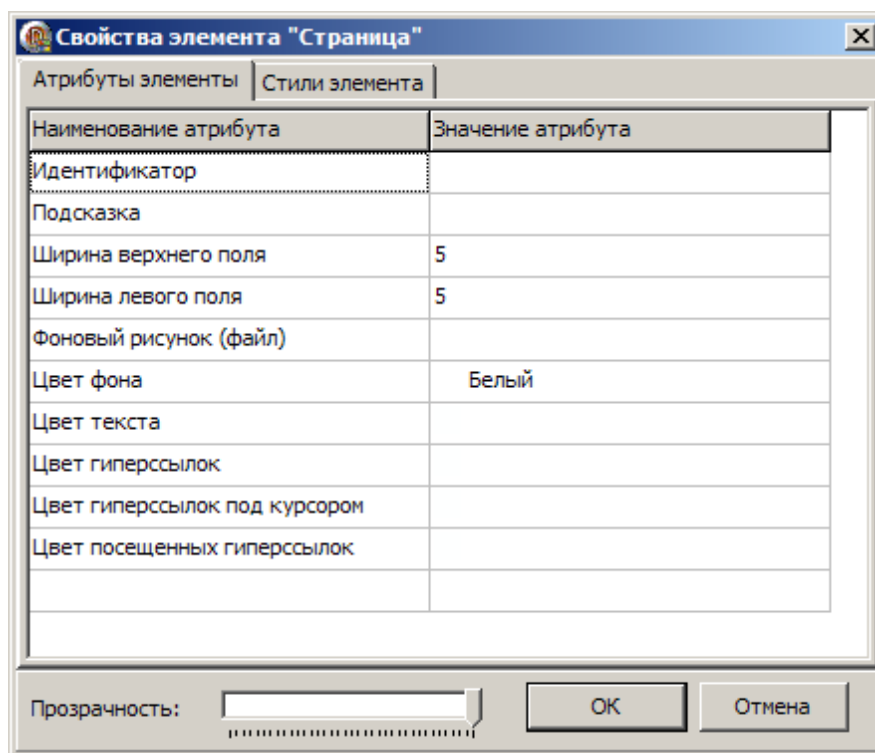 Свойства элемента "Страница"
Атрибуты элементы Стили элемента
Наименование атрибута Значение атрибута
Идентификатор
Подсказка
Ширина верхнего поля 5
Ширина левого поля 5
Фоновый рисунок (файл)
Цвет фона Белый
Цвет текста
Цвет гиперссылок
Цвет гиперссылок под курсором
Цвет посещенных гиперссылок
Прозрачность: ОК Отмена